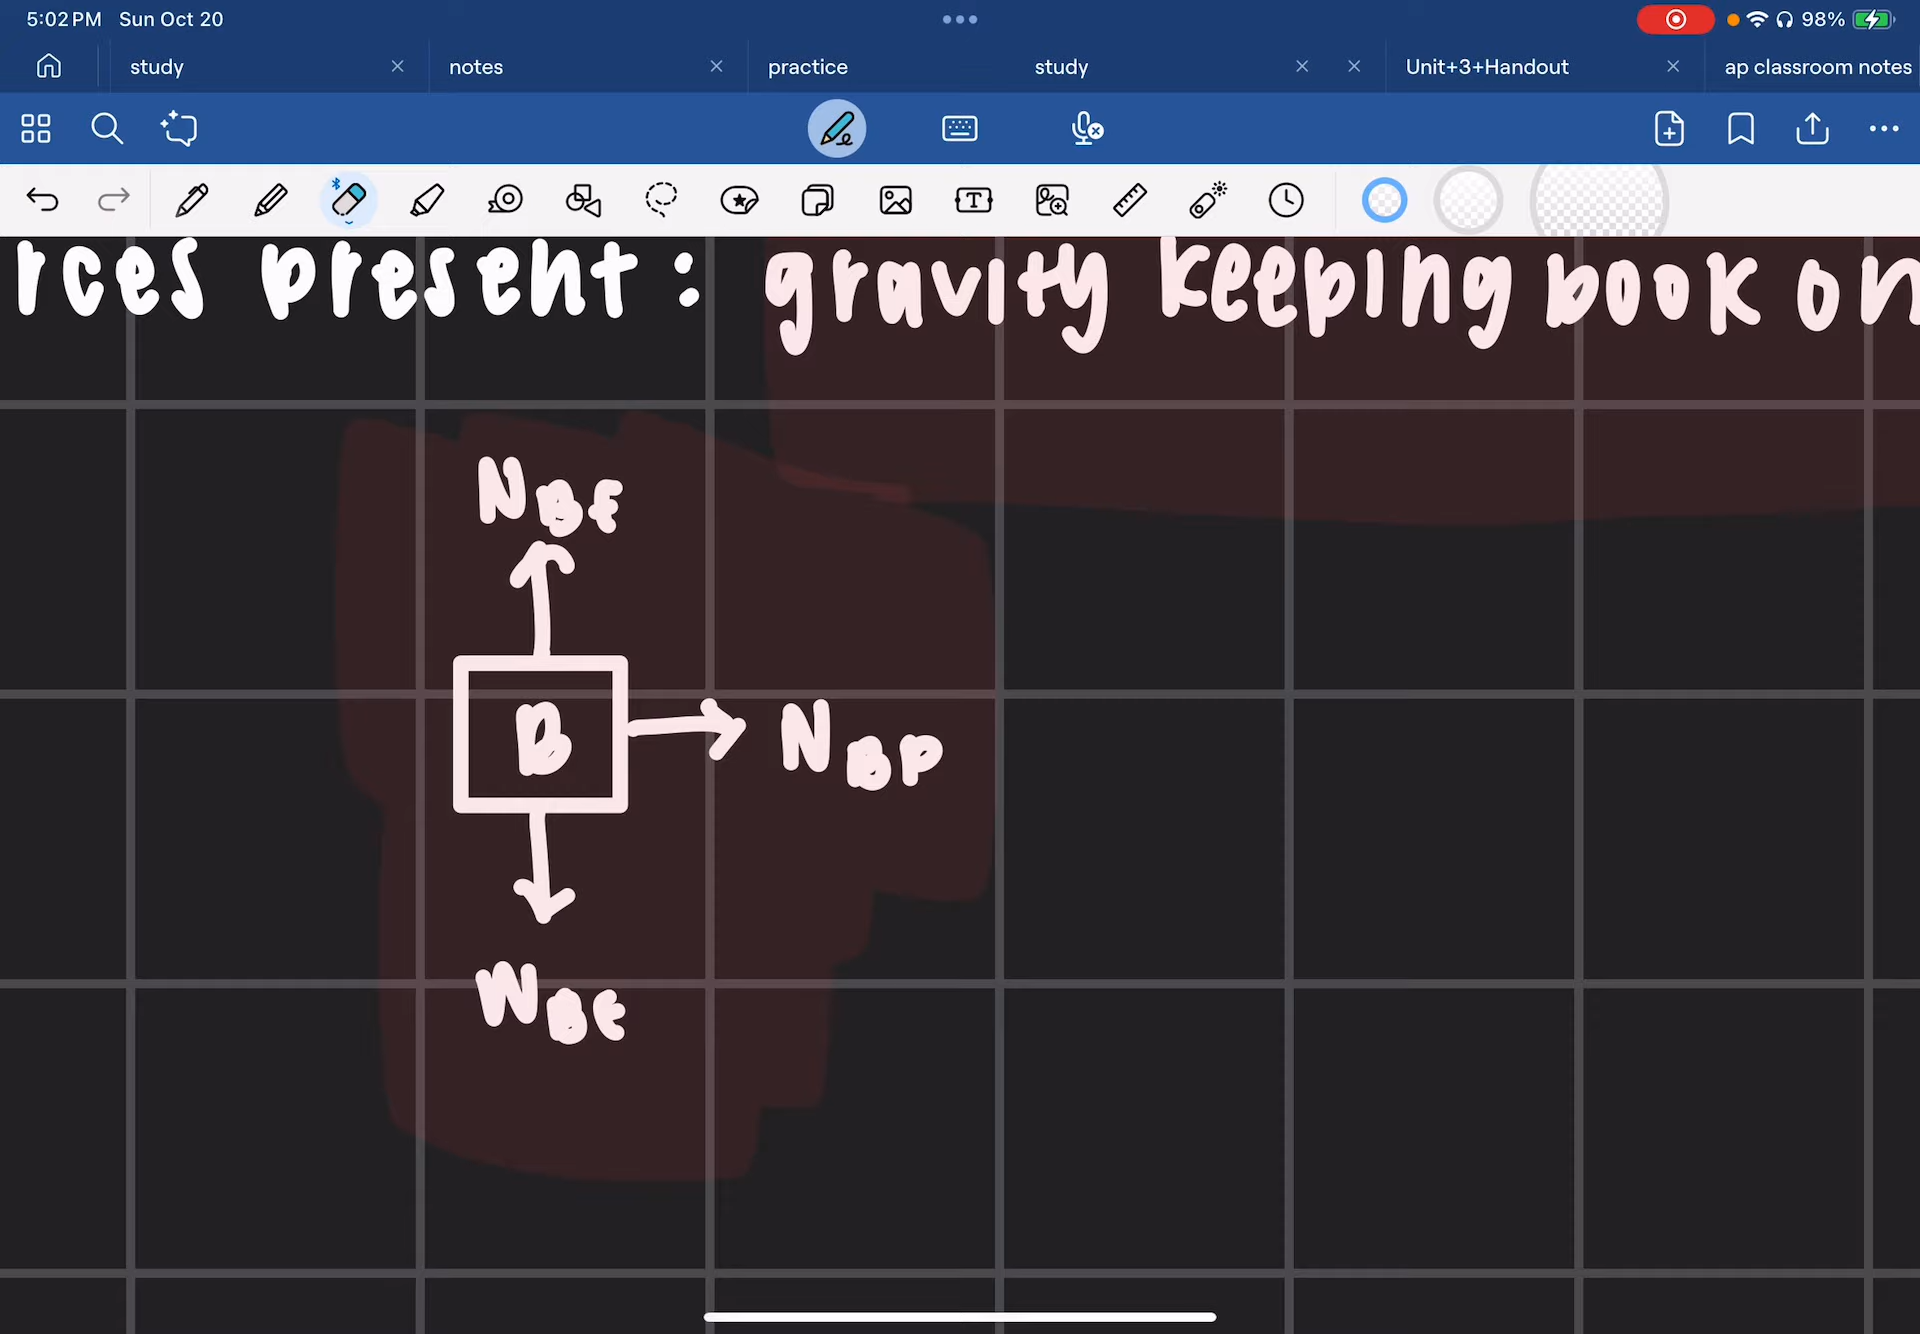 5:02 PM Sun Oct 20 98%
study notes practice study Unit+3+Handout ap classroom notes
rces present : gravity keeping book on
NBE
B
NBP
WBE